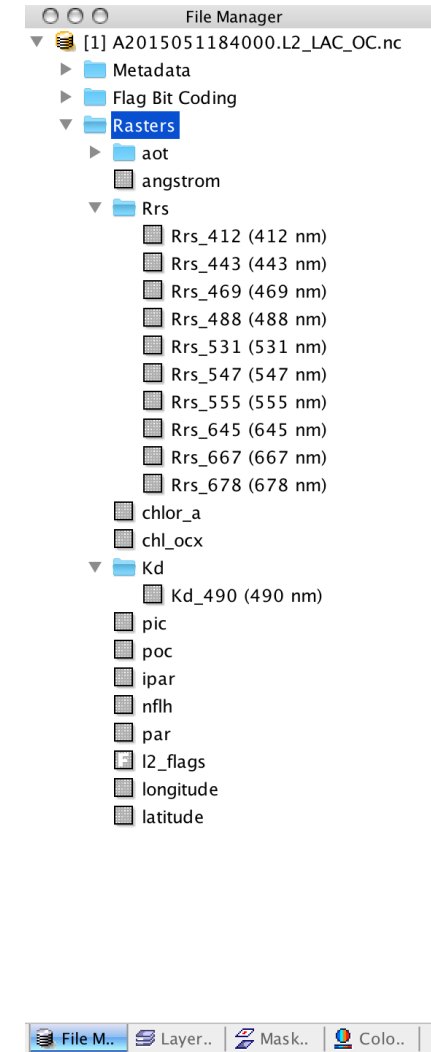 File Manager
[1] A2015051184000.L2_LAC_OC.nc
Metadata
Flag Bit Coding
Rasters
aot
angstrom
Rrs
Rrs_412 (412 nm)
Rrs_443 (443 nm)
Rrs_469 (469 nm)
Rrs_488 (488 nm)
Rrs_531 (531 nm)
Rrs_547 (547 nm)
Rrs_555 (555 nm)
Rrs_645 (645 nm)
Rrs_667 (667 nm)
Rrs_678 (678 nm)
chlor_a
chl_ocx
Kd
Kd_490 (490 nm)
pic
poc
ipar
nflh
par
F l2_flags
longitude
latitude
File M.. Layer.. Mask.. Colo..